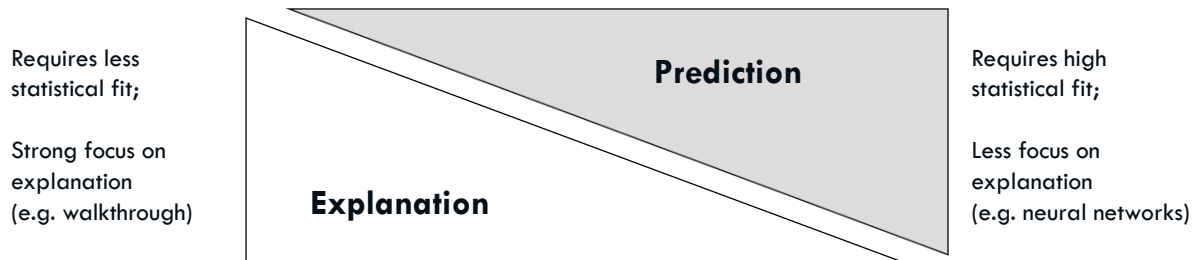 Requires less
statistical fit;
Strong focus on
explanation
(e.g. walkthrough)
Explanation
Prediction
Requires high
statistical fit;
Less focus on
explanation
(e.g. neural networks)